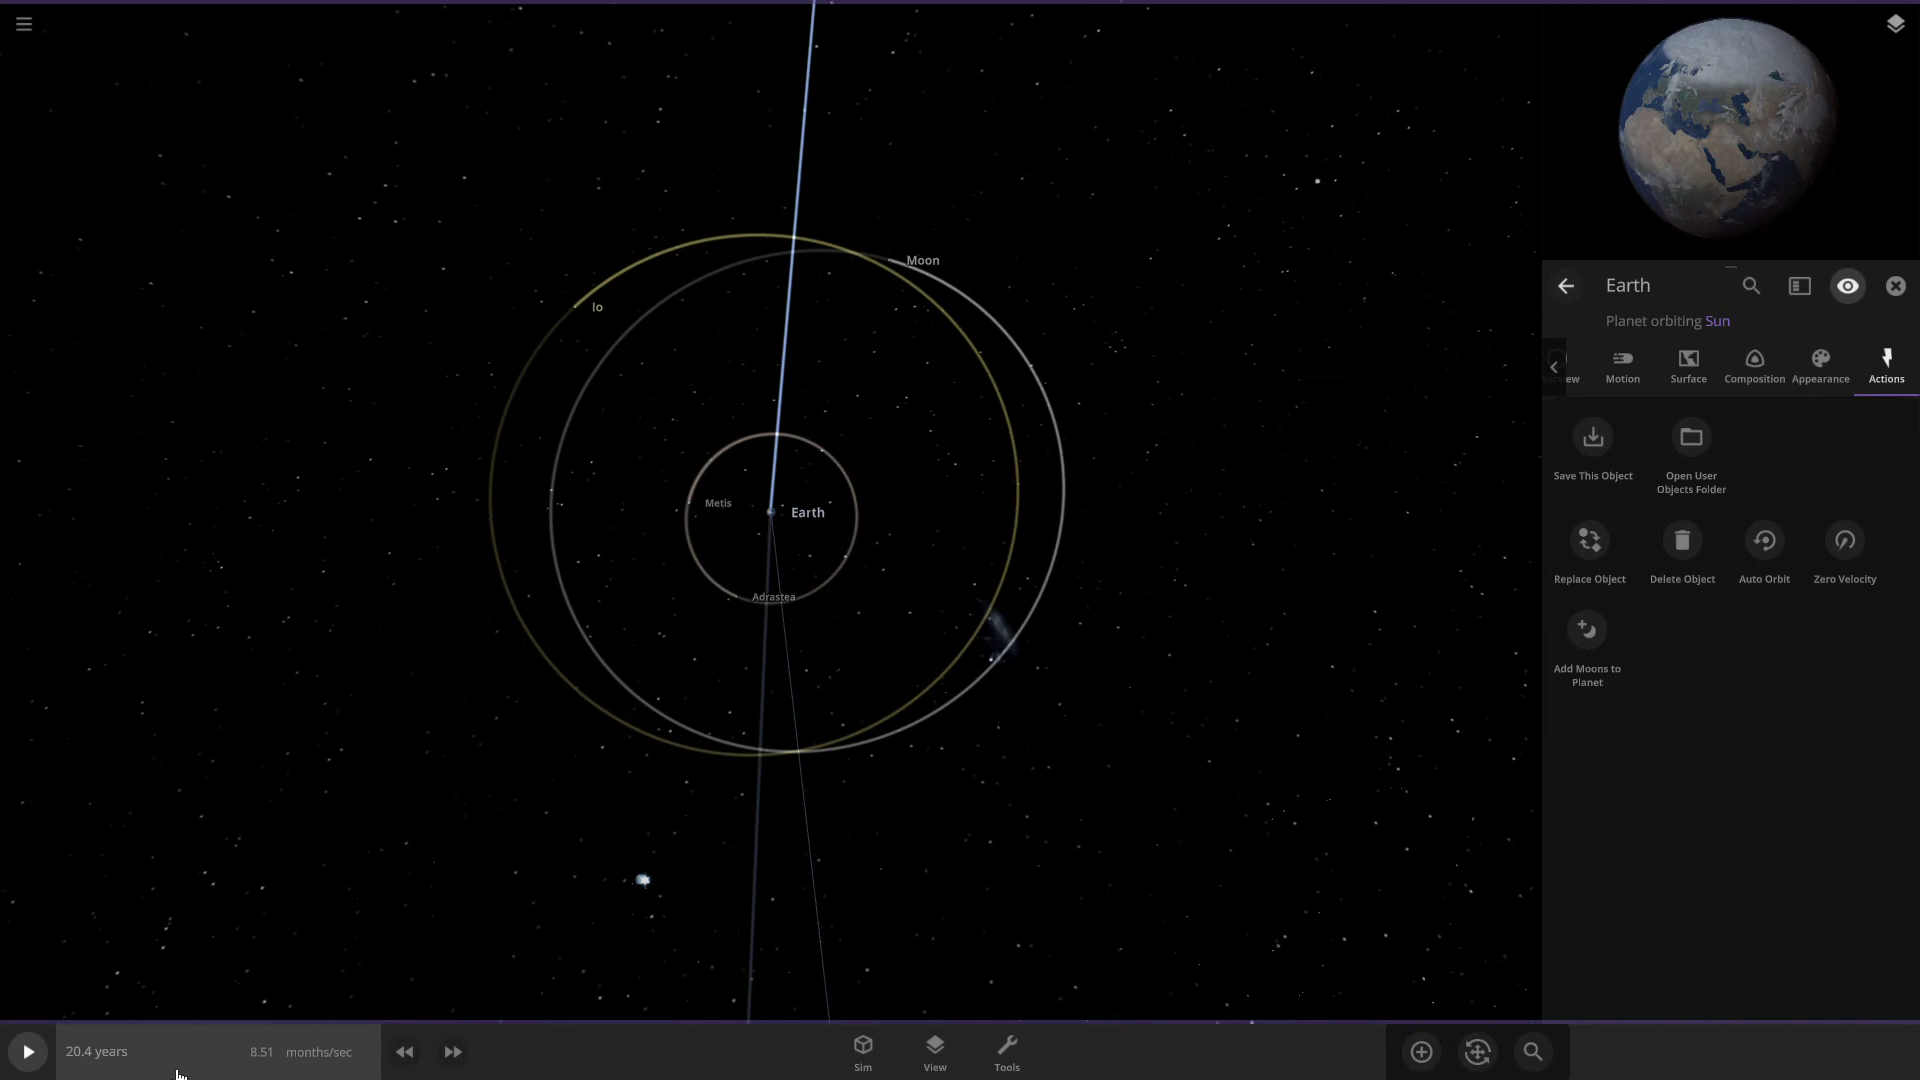 Moon
Io
Metis
Earth
Adrastea
Earth
Planet orbiting Sun
ew
Motion
Surface
Composition
Appearance
Actions
Save This Object
Open User
Objects Folder
Replace Object
Delete Object
Auto Orbit
Zero Velocity
Add Moons to
Planet
20.4 years
8.51 months/sec
Sim
View
Tools